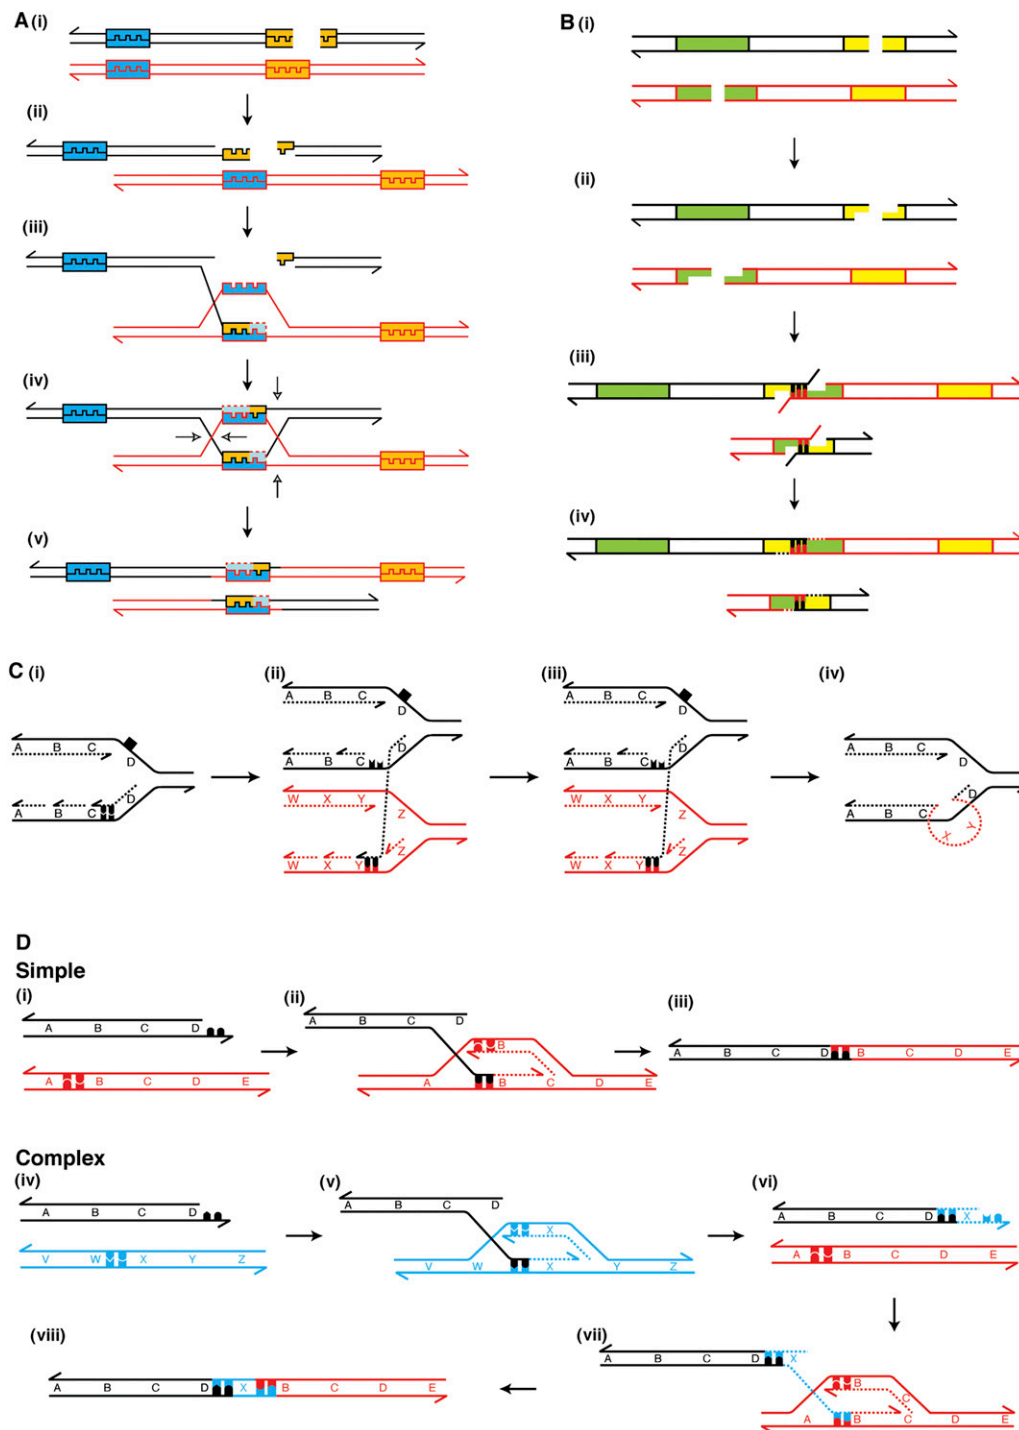 A (i)
B (i)
(ii)
(ii)
(iii)
(iii)
(iv)
(iv)
(v)
C (i)
(ii)
(iii)
(iv)
A B C
D
A B C D
A B C
D
A B C D
W X Y
Z
W X Y Z
A B C
D
A B C D
W X Y
Z
W X Y Z
A B C
D
A B C D
X Y
D
Simple
(i)
(ii)
(iii)
A B C D
A B C D E
A B C D
B
A B C D E
A B C D B C D E
Complex
(iv)
(v)
(vi)
A B C D
V W X Y Z
A B C D
X
V W X Y Z
A B C D X
A B C D E
(viii)
(vii)
A B C D X B C D E
A B C D X
B C
A B C D E